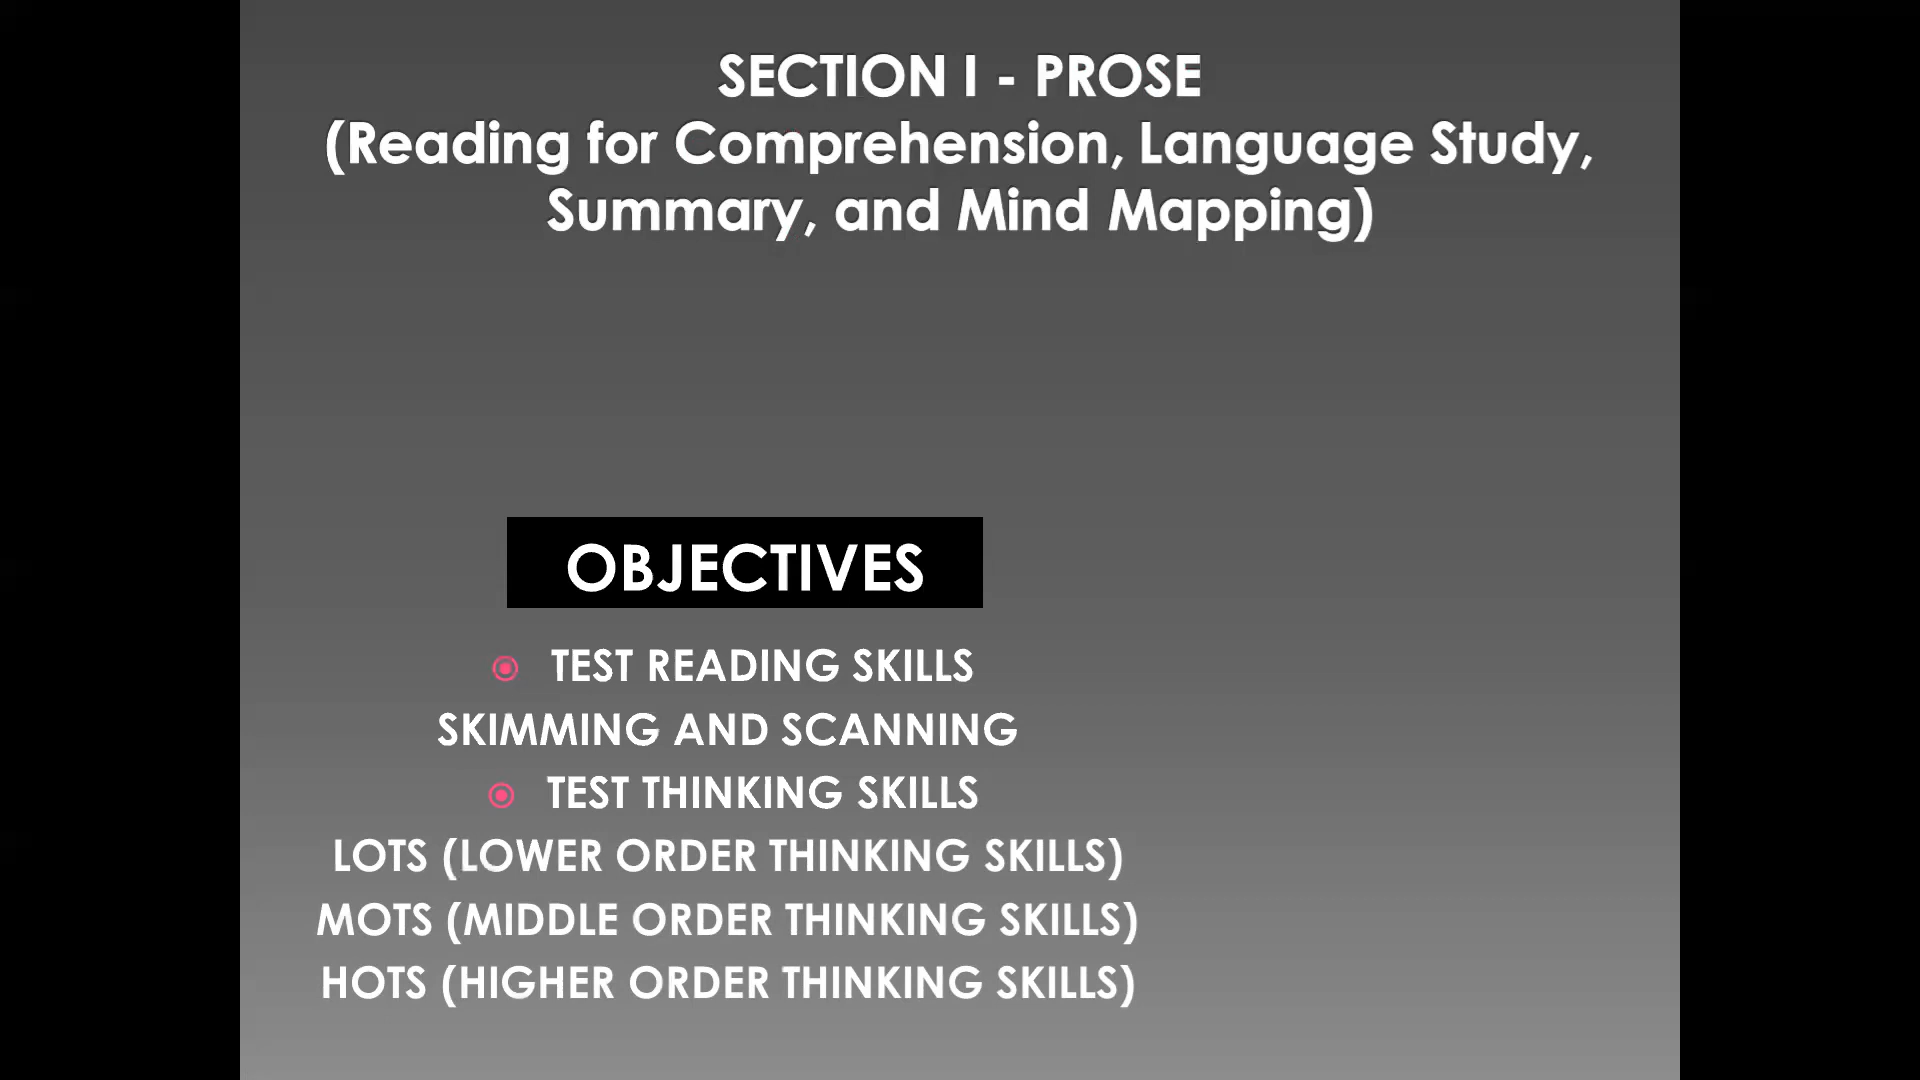 SECTION I - PROSE
(Reading for Comprehension, Language Study,
Summary, and Mind Mapping)
OBJECTIVES
TEST READING SKILLS
SKIMMING AND SCANNING
TEST THINKING SKILLS
LOTS (LOWER ORDER THINKING SKILLS)
MOTS (MIDDLE ORDER THINKING SKILLS)
HOTS (HIGHER ORDER THINKING SKILLS)